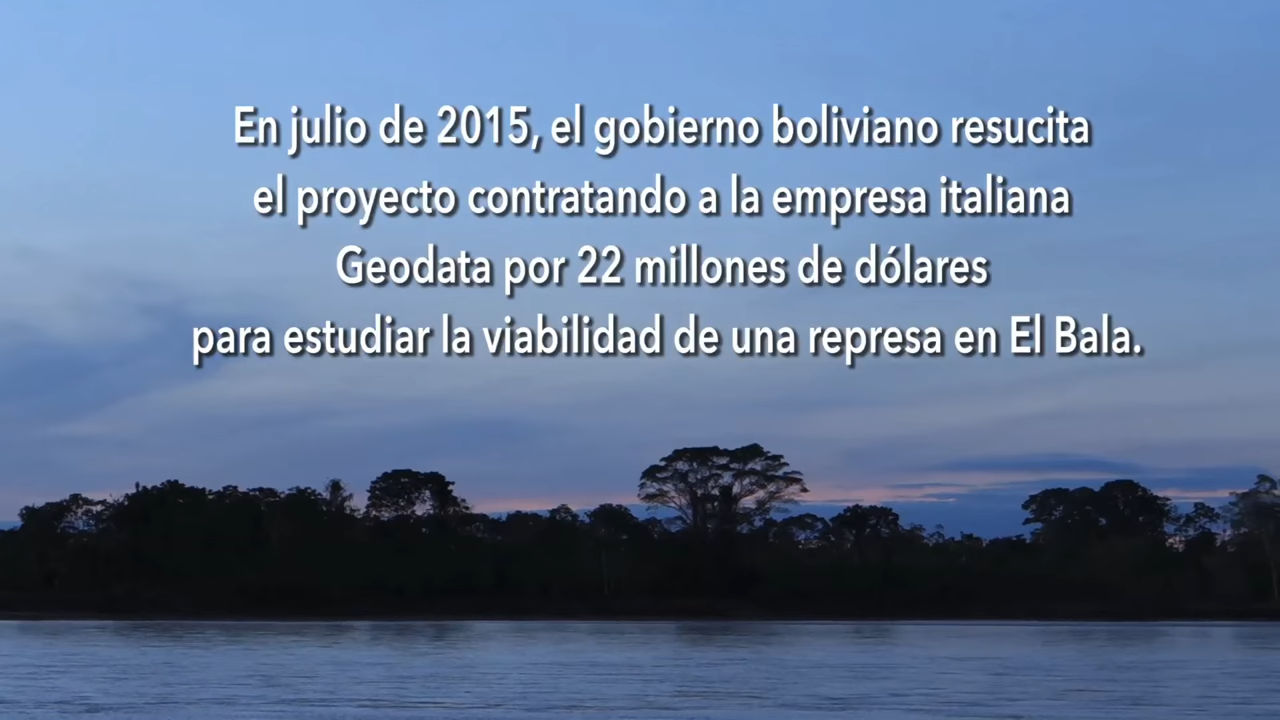 En julio de 2015, el gobierno boliviano resucita
el proyecto contratando a la empresa italiana
Geodata por 22 millones de dólares
para estudiar la viabilidad de una represa en El Bala.